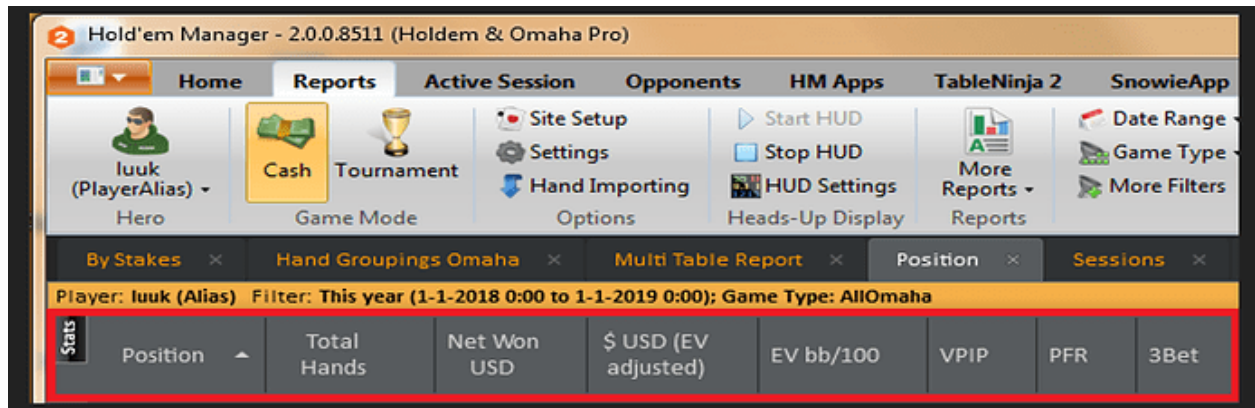 2 Hold'em Manager - 2.0.0.8511 (Holdem & Omaha Pro)
Home Reports Active Session Opponents HM Apps TableNinja 2 SnowieApp
luuk
(PlayerAlias)
Hero
Cash Tournament
Game Mode
Site Setup
Settings
Hand Importing
Options
Start HUD
Stop HUD
HUD Settings
Heads-Up Display
More
Reports
Reports
Date Range
Game Type
More Filters
By Stakes × Hand Groupings Omaha × Multi Table Report × Position × Sessions ×
Player: luuk (Alias) Filter: This year (1-1-2018 0:00 to 1-1-2019 0:00); Game Type: AllOmaha
Stats
Position
Total
Hands
Net Won
USD
$ USD (EV
adjusted)
EV bb/100
VPIP
PFR
3Bet